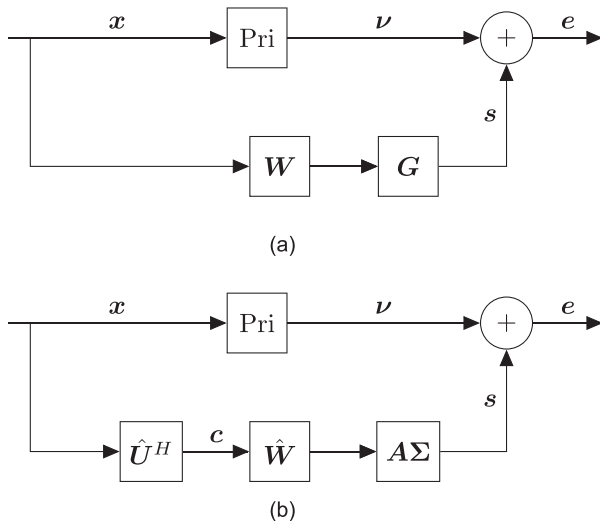 x Pri ν + e
s
W G
(a)
x Pri ν + e
s
Û^H c Ŵ AΣ
(b)